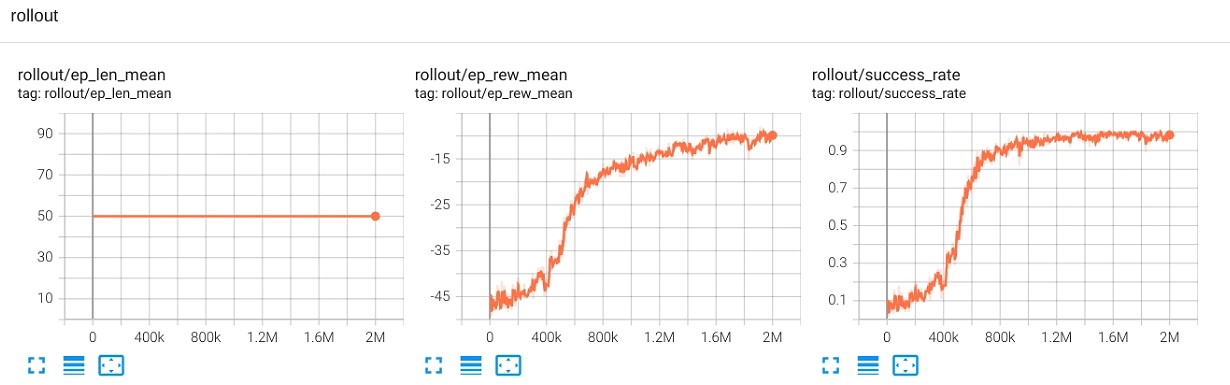 rollout
rollout/ep_len_mean
tag: rollout/ep_len_mean
90
70
50
30
10
0 400k 800k 1.2M 1.6M 2M
rollout/ep_rew_mean
tag: rollout/ep_rew_mean
-15
-25
-35
-45
0 400k 800k 1.2M 1.6M 2M
rollout/success_rate
tag: rollout/success_rate
0.9
0.7
0.5
0.3
0.1
0 400k 800k 1.2M 1.6M 2M